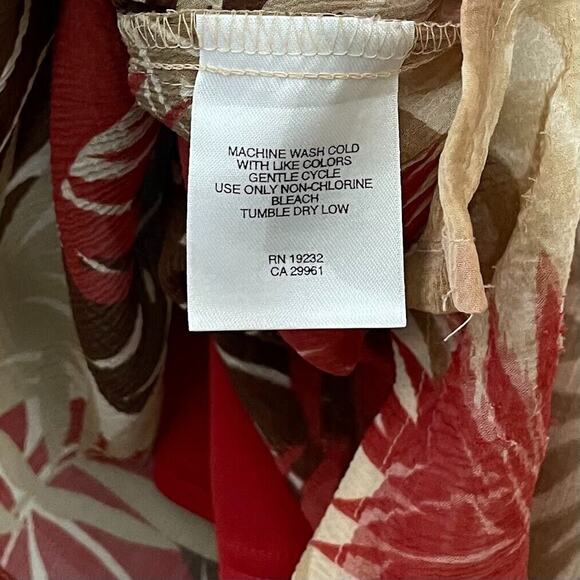 MACHINE WASH COLD
WITH LIKE COLORS
GENTLE CYCLE
USE ONLY NON-CHLORINE
BLEACH
TUMBLE DRY LOW
RN 19232
CA 29961